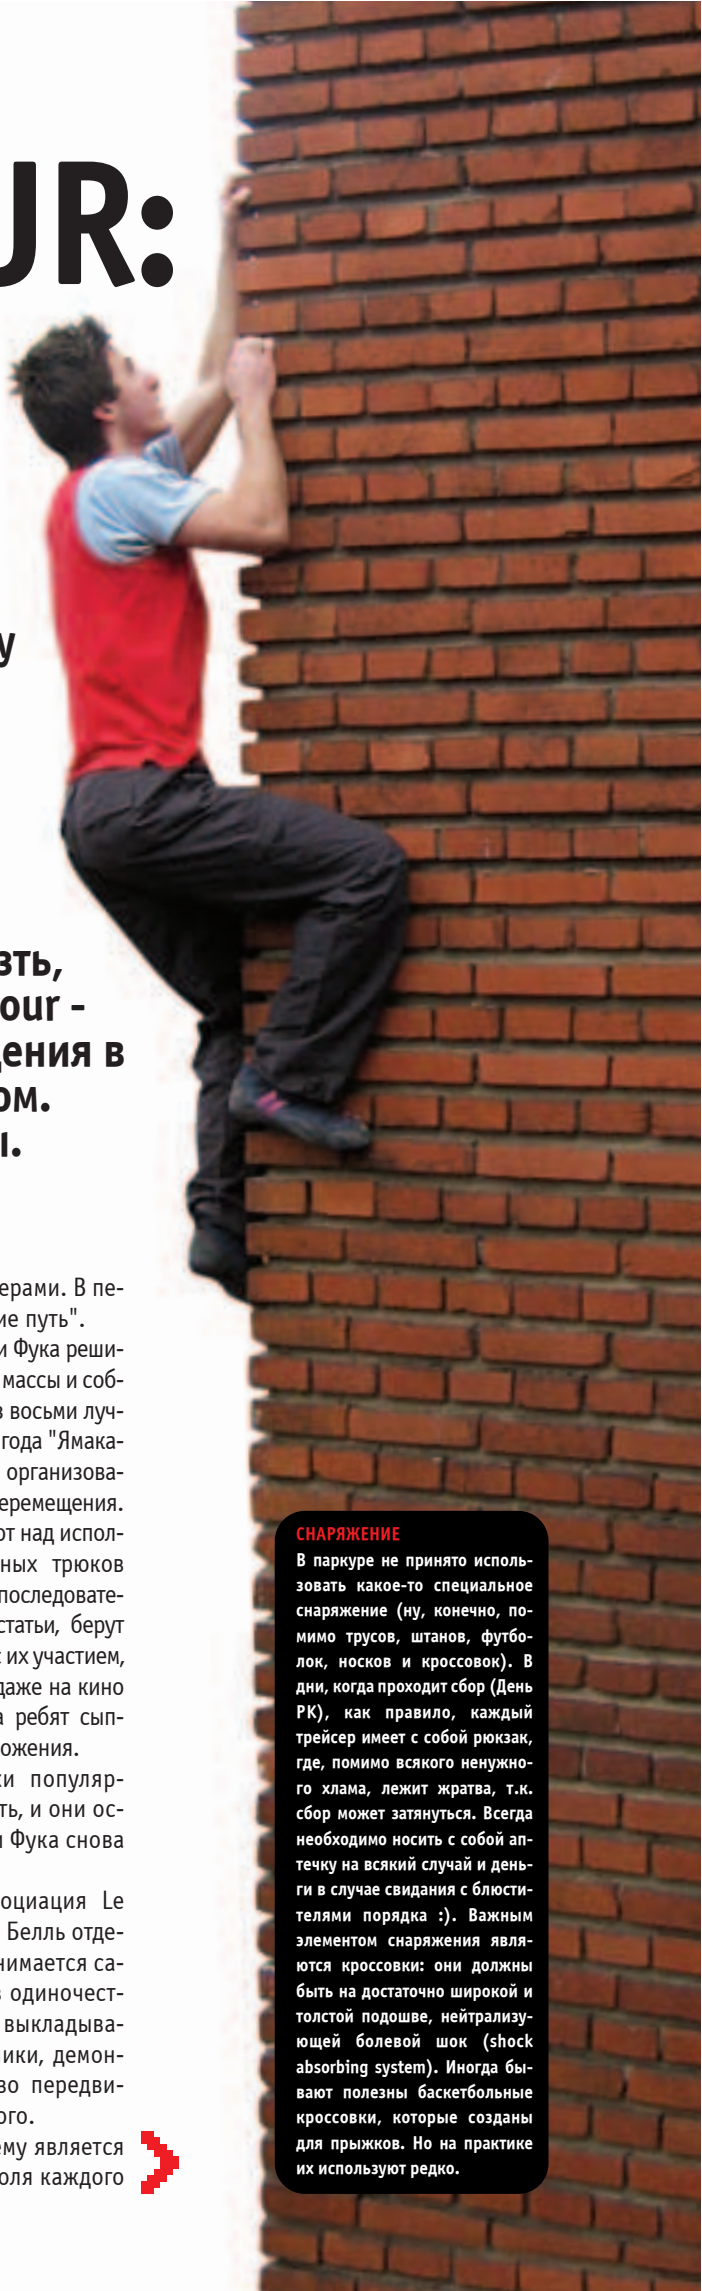 UR:
у
зть,
our -
ения в
ом.
ы.
ерами. В пе-
ие путь".
и Фука реши-
массы и соб-
в восьми луч-
года "Ямака-
организова-
еремещения.
ют над испол-
ных трюков
последовате-
статьи, берут
с их участием,
даже на кино
а ребят сып-
ожения.
ки популяр-
ть, и они ос-
и Фука снова
оциация Le
Белль отде-
нимается са-
в одиночест-
выкладыва-
ики, демон-
во передви-
ого.
ему является
оля каждого
СНАРЯЖЕНИЕ
В паркуре не принято исполь-
зовать какое-то специальное
снаряжение (ну, конечно, по-
мимо трусов, штанов, футбо-
лок, носков и кроссовок). В
дни, когда проходит сбор (День
РК), как правило, каждый
трейсер имеет с собой рюкзак,
где, помимо всякого ненужно-
го хлама, лежит жратва, т.к.
сбор может затянуться. Всегда
необходимо носить с собой ап-
течку на всякий случай и день-
ги в случае свидания с блюсти-
телями порядка :). Важным
элементом снаряжения явля-
ются кроссовки: они должны
быть на достаточно широкой и
толстой подошве, нейтрализу-
ющей болевой шок (shock
absorbing system). Иногда бы-
вают полезны баскетбольные
кроссовки, которые созданы
для прыжков. Но на практике
их используют редко.